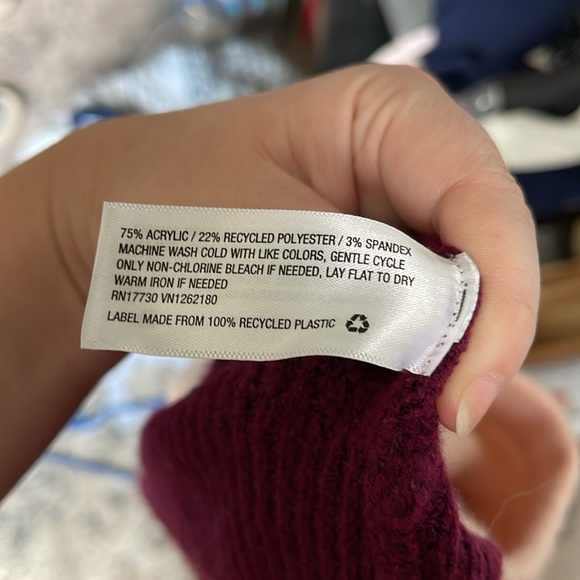 75% ACRYLIC / 22% RECYCLED POLYESTER / 3% SPANDEX
MACHINE WASH COLD WITH LIKE COLORS, GENTLE CYCLE
ONLY NON-CHLORINE BLEACH IF NEEDED, LAY FLAT TO DRY
WARM IRON IF NEEDED
RN17730 VN1262180
LABEL MADE FROM 100% RECYCLED PLASTIC